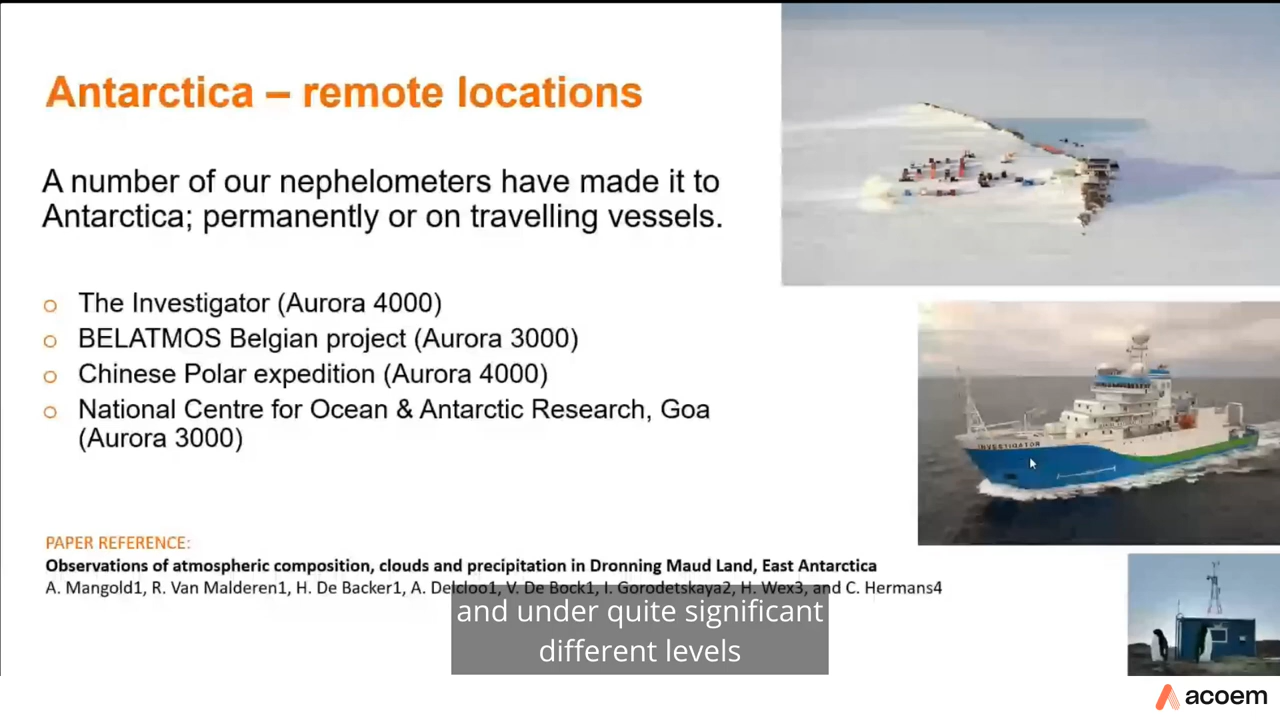 Antarctica – remote locations
A number of our nephelometers have made it to
Antarctica; permanently or on travelling vessels.
o The Investigator (Aurora 4000)
o BELATMOS Belgian project (Aurora 3000)
o Chinese Polar expedition (Aurora 4000)
o National Centre for Ocean & Antarctic Research, Goa
(Aurora 3000)
INVESTIGATOR
PAPER REFERENCE:
Observations of atmospheric composition, clouds and precipitation in Dronning Maud Land, East Antarctica
A. Mangold1, R. Van Malderen1, H. De Backer1, A. Delcloo1, V. De Bock1, I. Gorodetskaya2, H. Wex3, and C. Hermans4
and under quite significant
different levels
acoem